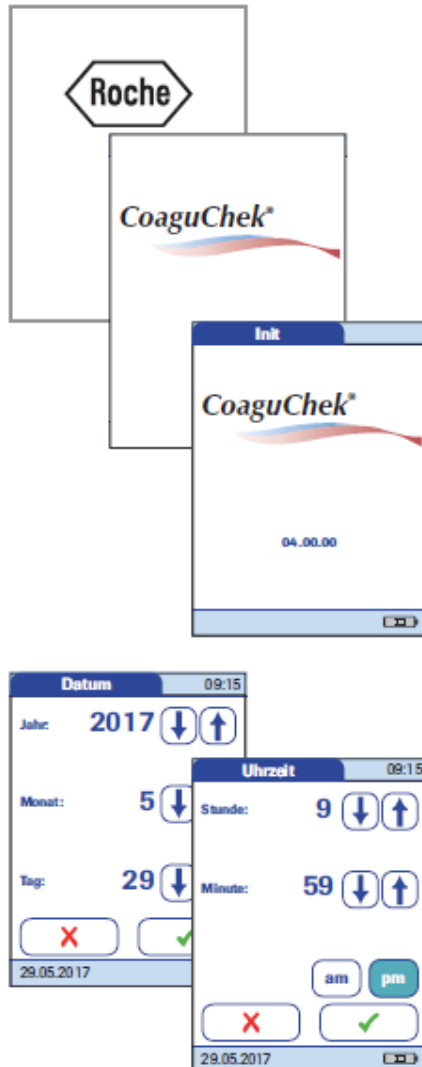 Roche
CoaguChek®
Init
CoaguChek®
04.00.00
Datum 09:15
Jahr: 2017
Monat: 5
Tag: 29
29.05.2017
Uhrzeit 09:15
Stunde: 9
Minute: 59
am pm
29.05.2017